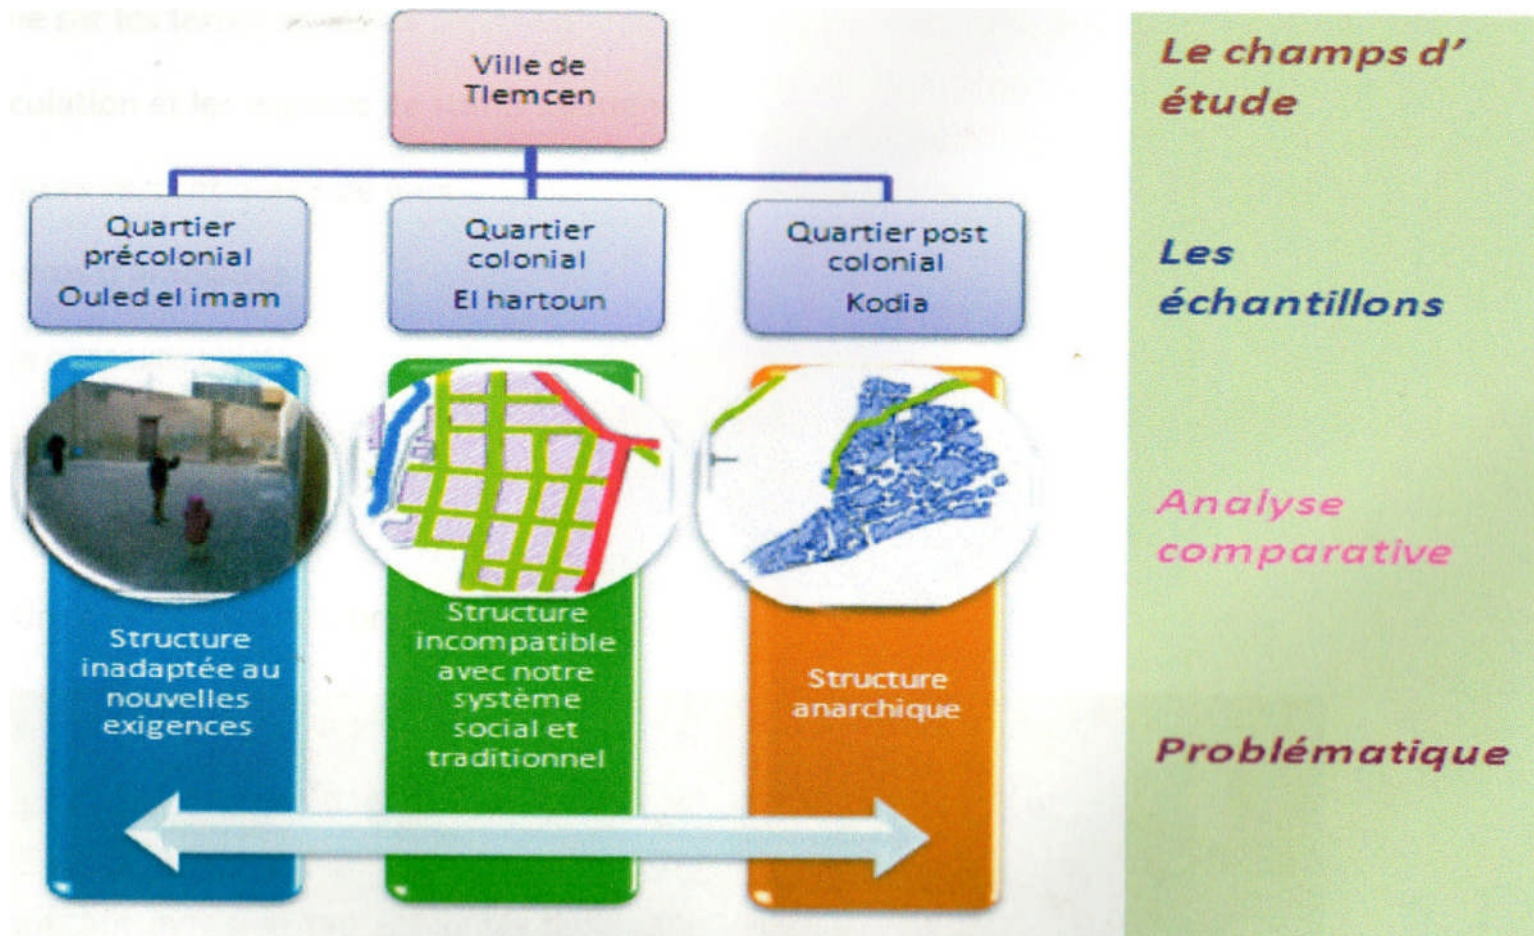 Ville de
Tlemcen
Le champs d'
étude
Quartier
précolonial
Ouled el imam
Quartier
colonial
El hartoun
Quartier post
colonial
Kodia
Les
échantillons
Analyse
comparative
Structure
inadaptée au
nouvelles
exigences
Structure
incompatible
avec notre
système
social et
traditionnel
Structure
anarchique
Problématique